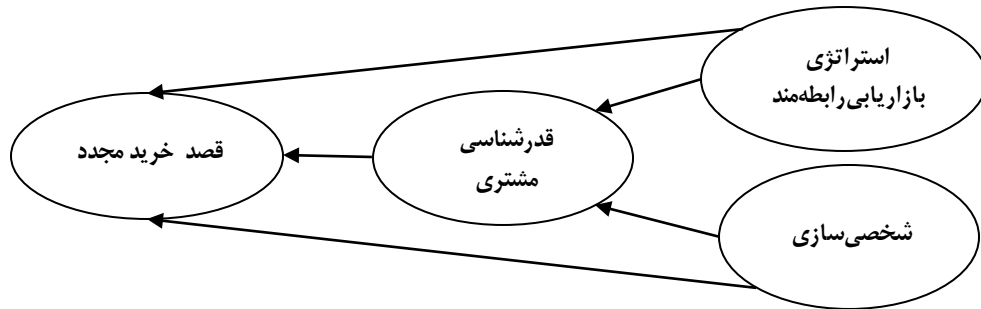 استراتژی
بازاریابی رابطه‌مند
قدرشناسی
مشتری
قصد خرید مجدد
شخصی‌سازی